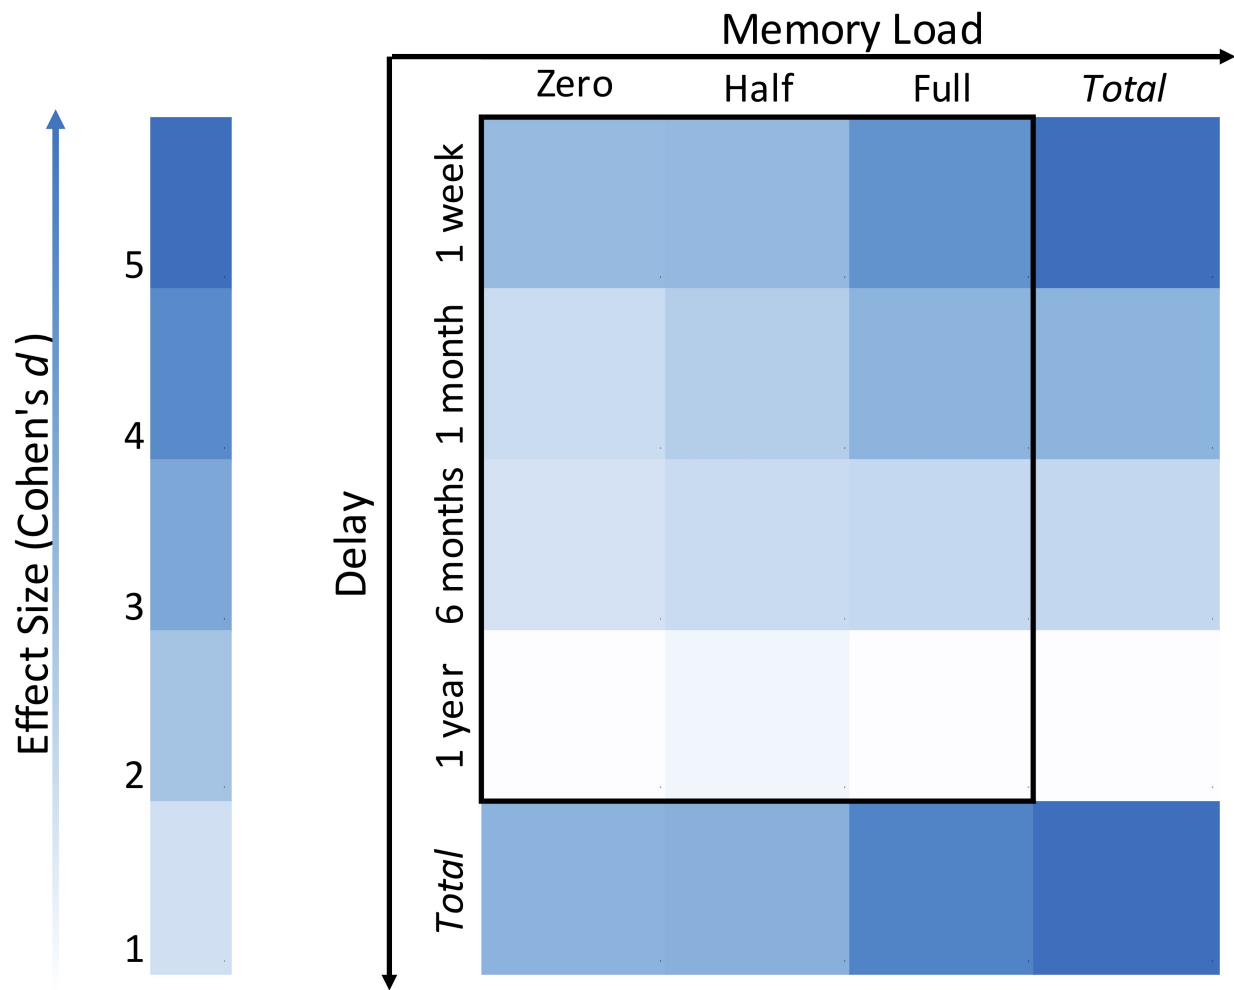 Memory Load
Zero Half Full Total
Effect Size (Cohen's d)
5
4
3
2
1
Delay
1 week
1 month
6 months
1 year
Total